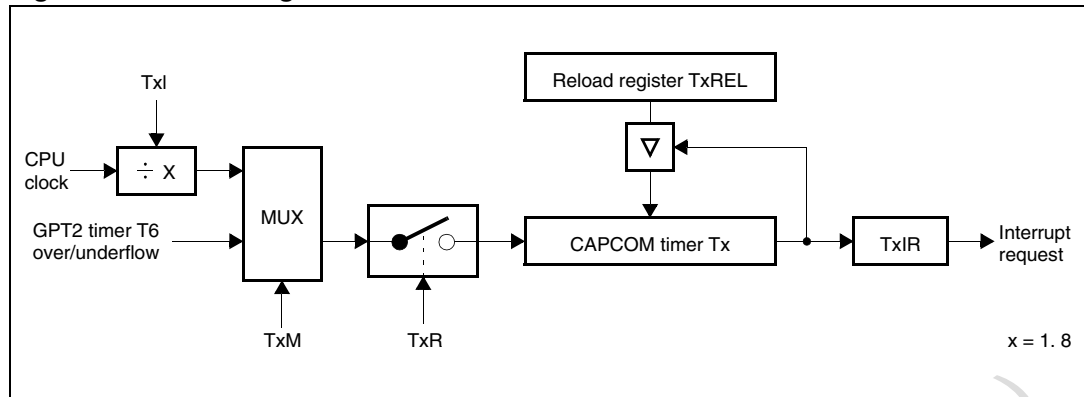 Reload register TxREL
TxI
CPU
clock
÷ X
MUX
GPT2 timer T6
over/underflow
CAPCOM timer Tx
TxIR
Interrupt
request
TxM
TxR
x = 1. 8